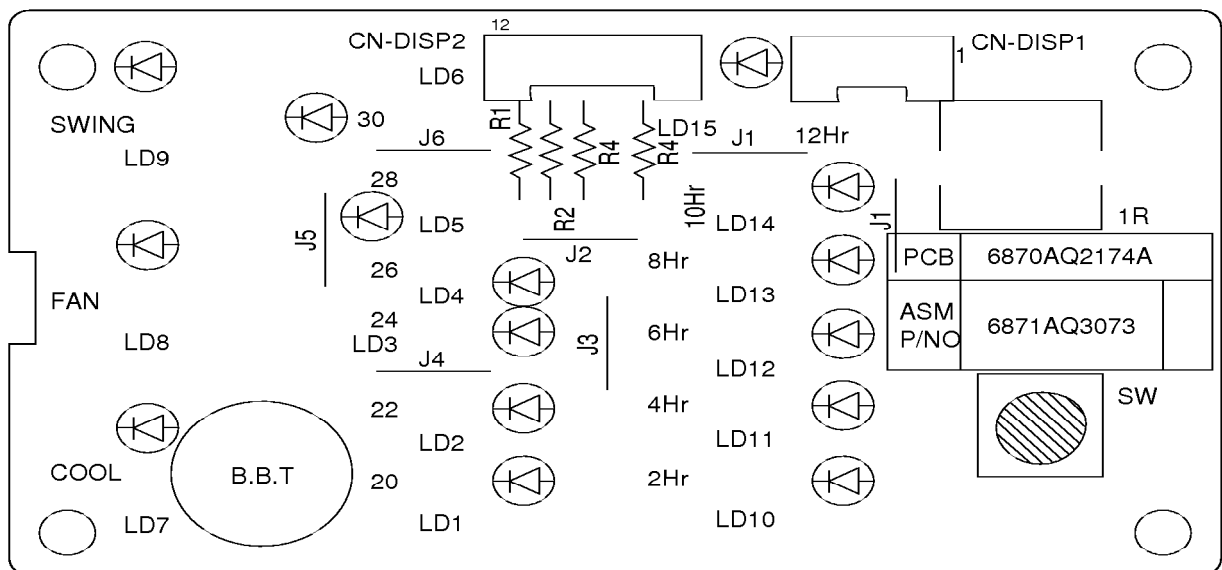 12
CN-DISP2
CN-DISP1
1
LD6
SWING
30
R1
LD15
12Hr
J6
R4
R4
J1
LD9
28
10Hr
LD5
R2
LD14
1R
J5
J2
J1
26
8Hr
PCB 6870AQ2174A
FAN
LD4
LD13
24
6Hr
ASM P/NO 6871AQ3073
LD8
LD3
J3
J4
LD12
SW
22
4Hr
LD2
LD11
COOL
B.B.T
20
2Hr
LD7
LD1
LD10